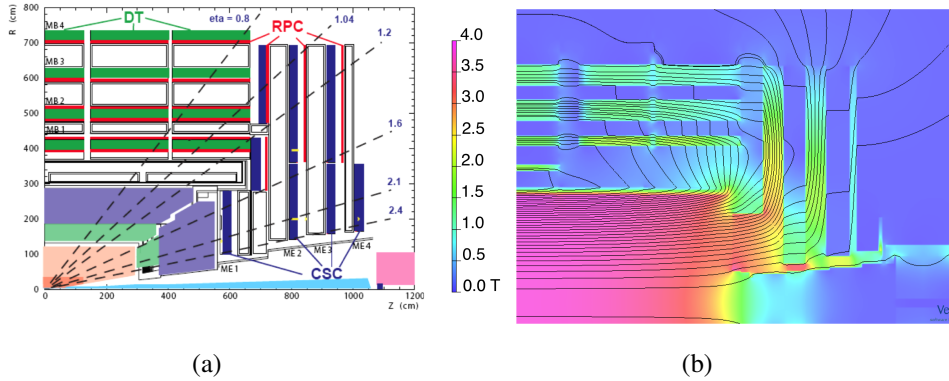 R (cm)
800
700
600
500
400
300
200
100
0
MB 4
MB 3
MB 2
MB 1
DT
eta = 0.8
1.04
RPC
1.2
1.6
2.1
2.4
ME 1
ME 2
ME 3
ME 4
CSC
0 200 400 600 800 1000 1200
Z (cm)
(a)
4.0
3.5
3.0
2.5
2.0
1.5
1.0
0.5
0.0 T
Ve
(b)